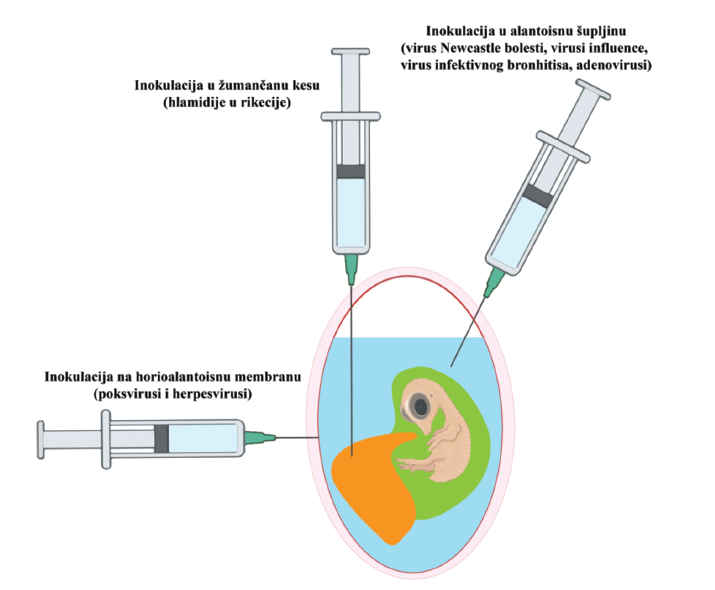 Inokulacija u alantoisnu šupljinu
(virus Newcastle bolesti, virusi influence,
virus infektivnog bronhitisa, adenovirusi)
Inokulacija u žumančanu kesu
(hlamidije u rikecije)
Inokulacija na horioalantoisnu membranu
(poksvirusi i herpesvirusi)